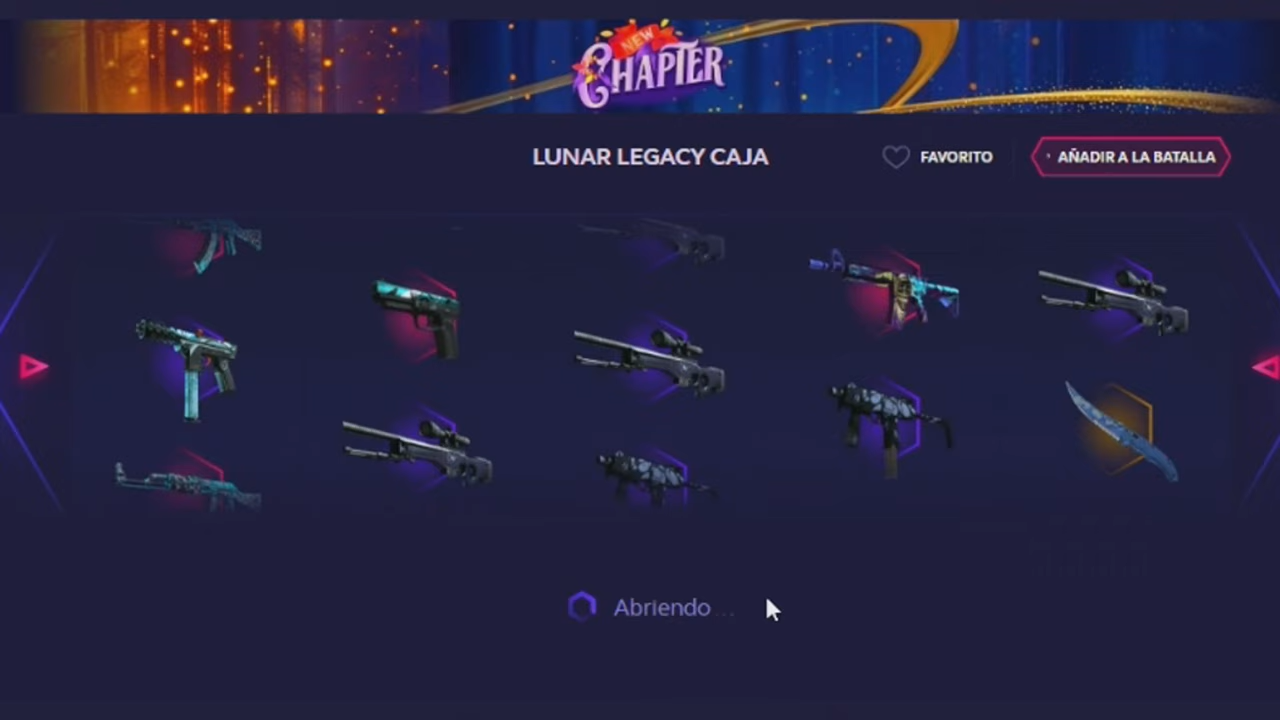 NEW
CHAPTER
LUNAR LEGACY CAJA
FAVORITO
AÑADIR A LA BATALLA
Abriendo ...